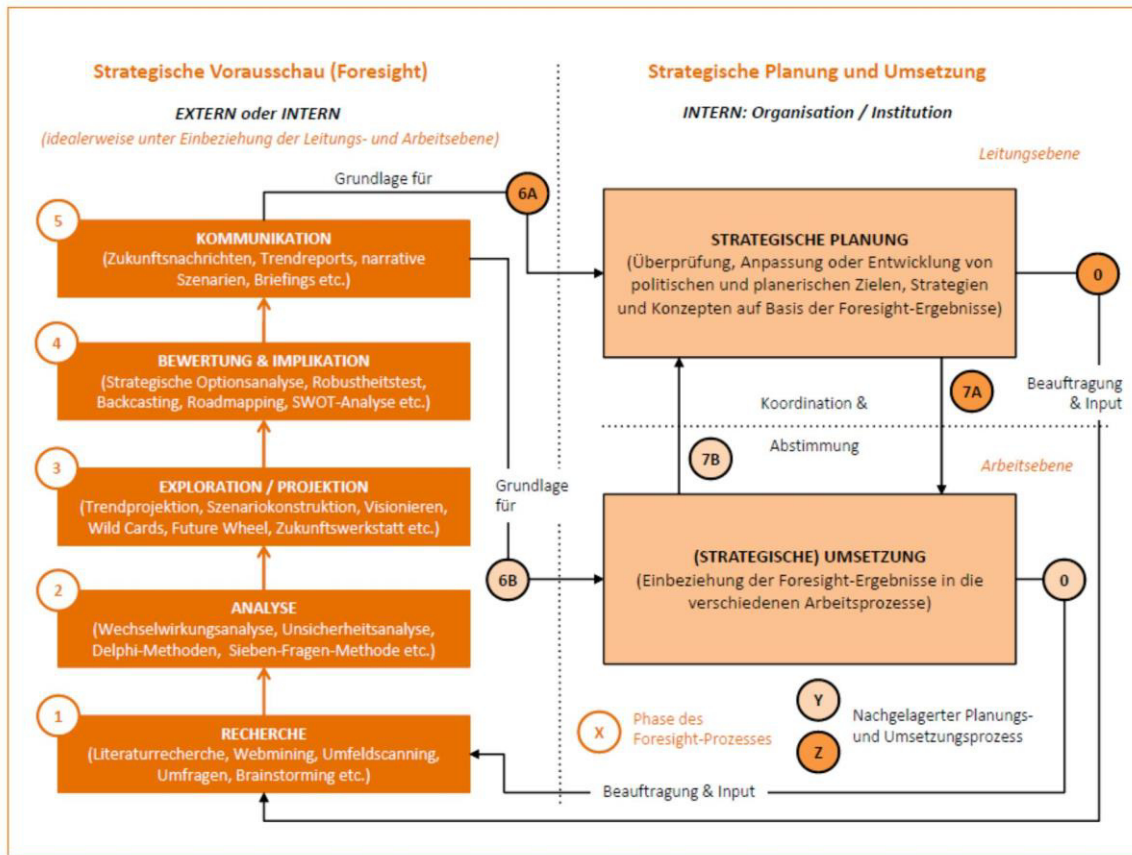 Strategische Vorausschau (Foresight)
EXTERN oder INTERN
(idealerweise unter Einbeziehung der Leitungs- und Arbeitsebene)
Strategische Planung und Umsetzung
INTERN: Organisation / Institution
Leitungsebene
Grundlage für
6A
5
KOMMUNIKATION
(Zukunftsnachrichten, Trendreports, narrative
Szenarien, Briefings etc.)
STRATEGISCHE PLANUNG
(Überprüfung, Anpassung oder Entwicklung von
politischen und planerischen Zielen, Strategien
und Konzepten auf Basis der Foresight-Ergebnisse)
0
4
BEWERTUNG & IMPLIKATION
(Strategische Optionsanalyse, Robustheitstest,
Backcasting, Roadmapping, SWOT-Analyse etc.)
Koordination &
Abstimmung
7A
7B
Beauftragung
& Input
Arbeitsebene
3
EXPLORATION / PROJEKTION
(Trendprojektion, Szenariokonstruktion, Visionieren,
Wild Cards, Future Wheel, Zukunftswerkstatt etc.)
Grundlage
für
6B
(STRATEGISCHE) UMSETZUNG
(Einbeziehung der Foresight-Ergebnisse in die
verschiedenen Arbeitsprozesse)
0
2
ANALYSE
(Wechselwirkungsanalyse, Unsicherheitsanalyse,
Delphi-Methoden, Sieben-Fragen-Methode etc.)
1
RECHERCHE
(Literaturrecherche, Webmining, Umfeldscanning,
Umfragen, Brainstorming etc.)
X
Phase des
Foresight-Prozesses
Y
Z
Nachgelagerter Planungs-
und Umsetzungsprozess
Beauftragung & Input